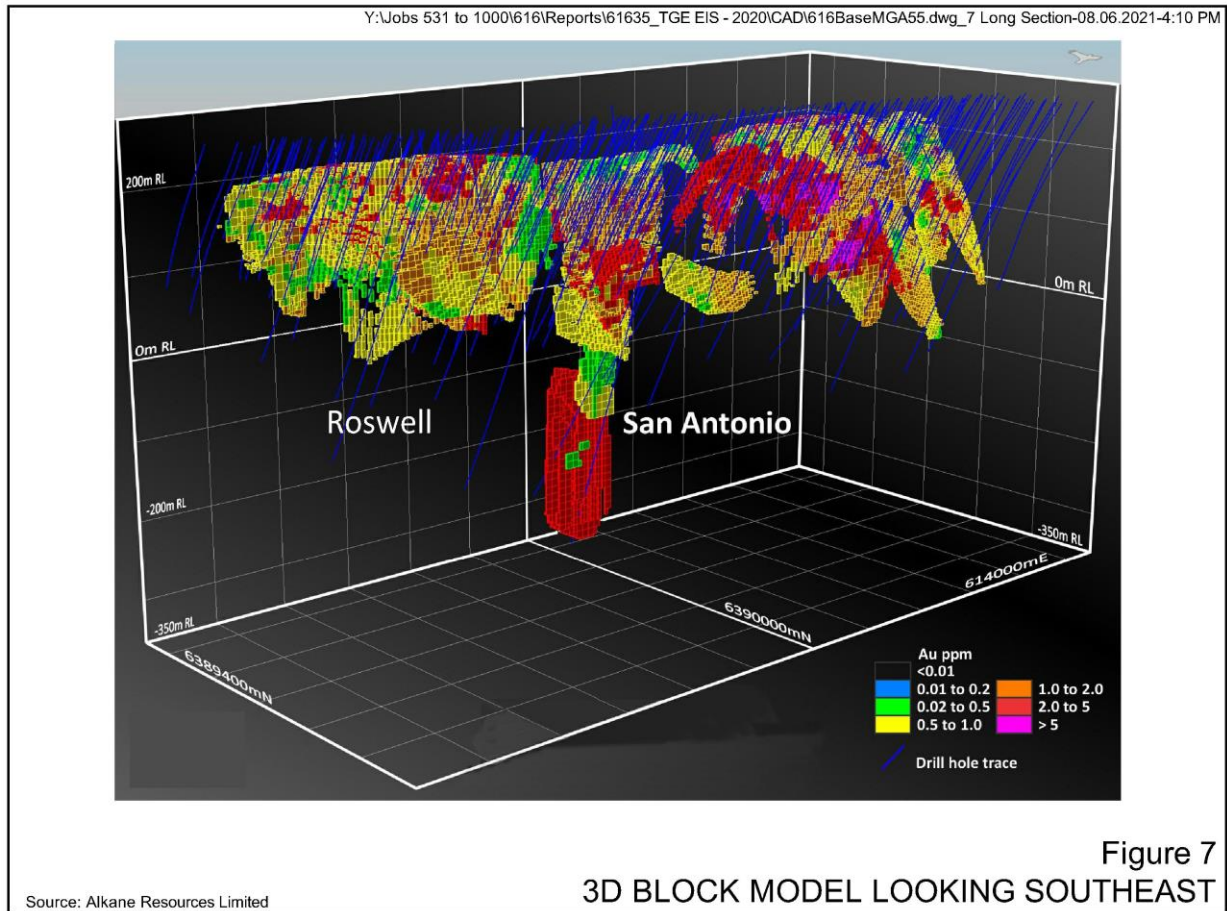 Y:\Jobs 531 to 1000\616\Reports\61635_TGE EIS - 2020\CAD\616BaseMGA55.dwg_7 Long Section-08.06.2021-4:10 PM
200m RL
0m RL
0m RL
Roswell
San Antonio
-200m RL
-350m RL
-350m RL
614000mE
6390000mN
6389400mN
Au ppm
<0.01
0.01 to 0.2 1.0 to 2.0
0.02 to 0.5 2.0 to 5
0.5 to 1.0 > 5
Drill hole trace
Figure 7
3D BLOCK MODEL LOOKING SOUTHEAST
Source: Alkane Resources Limited